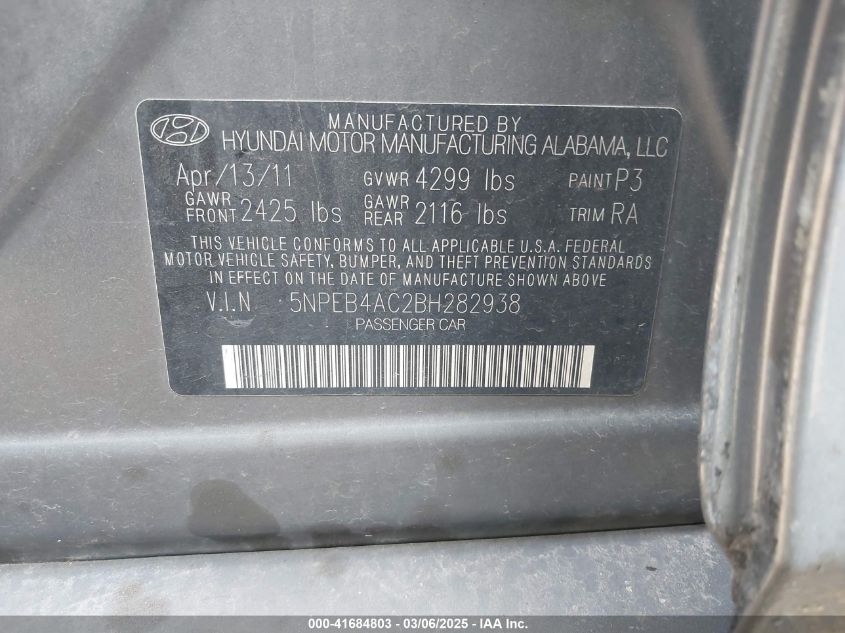 MANUFACTURED BY
HYUNDAI MOTOR MANUFACTURING ALABAMA, LLC
Apr/13/11 GVWR 4299 lbs PAINT P3
GAWR FRONT 2425 lbs GAWR REAR 2116 lbs TRIM RA
THIS VEHICLE CONFORMS TO ALL APPLICABLE U.S.A. FEDERAL
MOTOR VEHICLE SAFETY, BUMPER, AND THEFT PREVENTION STANDARDS
IN EFFECT ON THE DATE OF MANUFACTURE SHOWN ABOVE
V.I.N 5NPEB4AC2BH282938
PASSENGER CAR
000-41684803 - 03/06/2025 - IAA Inc.